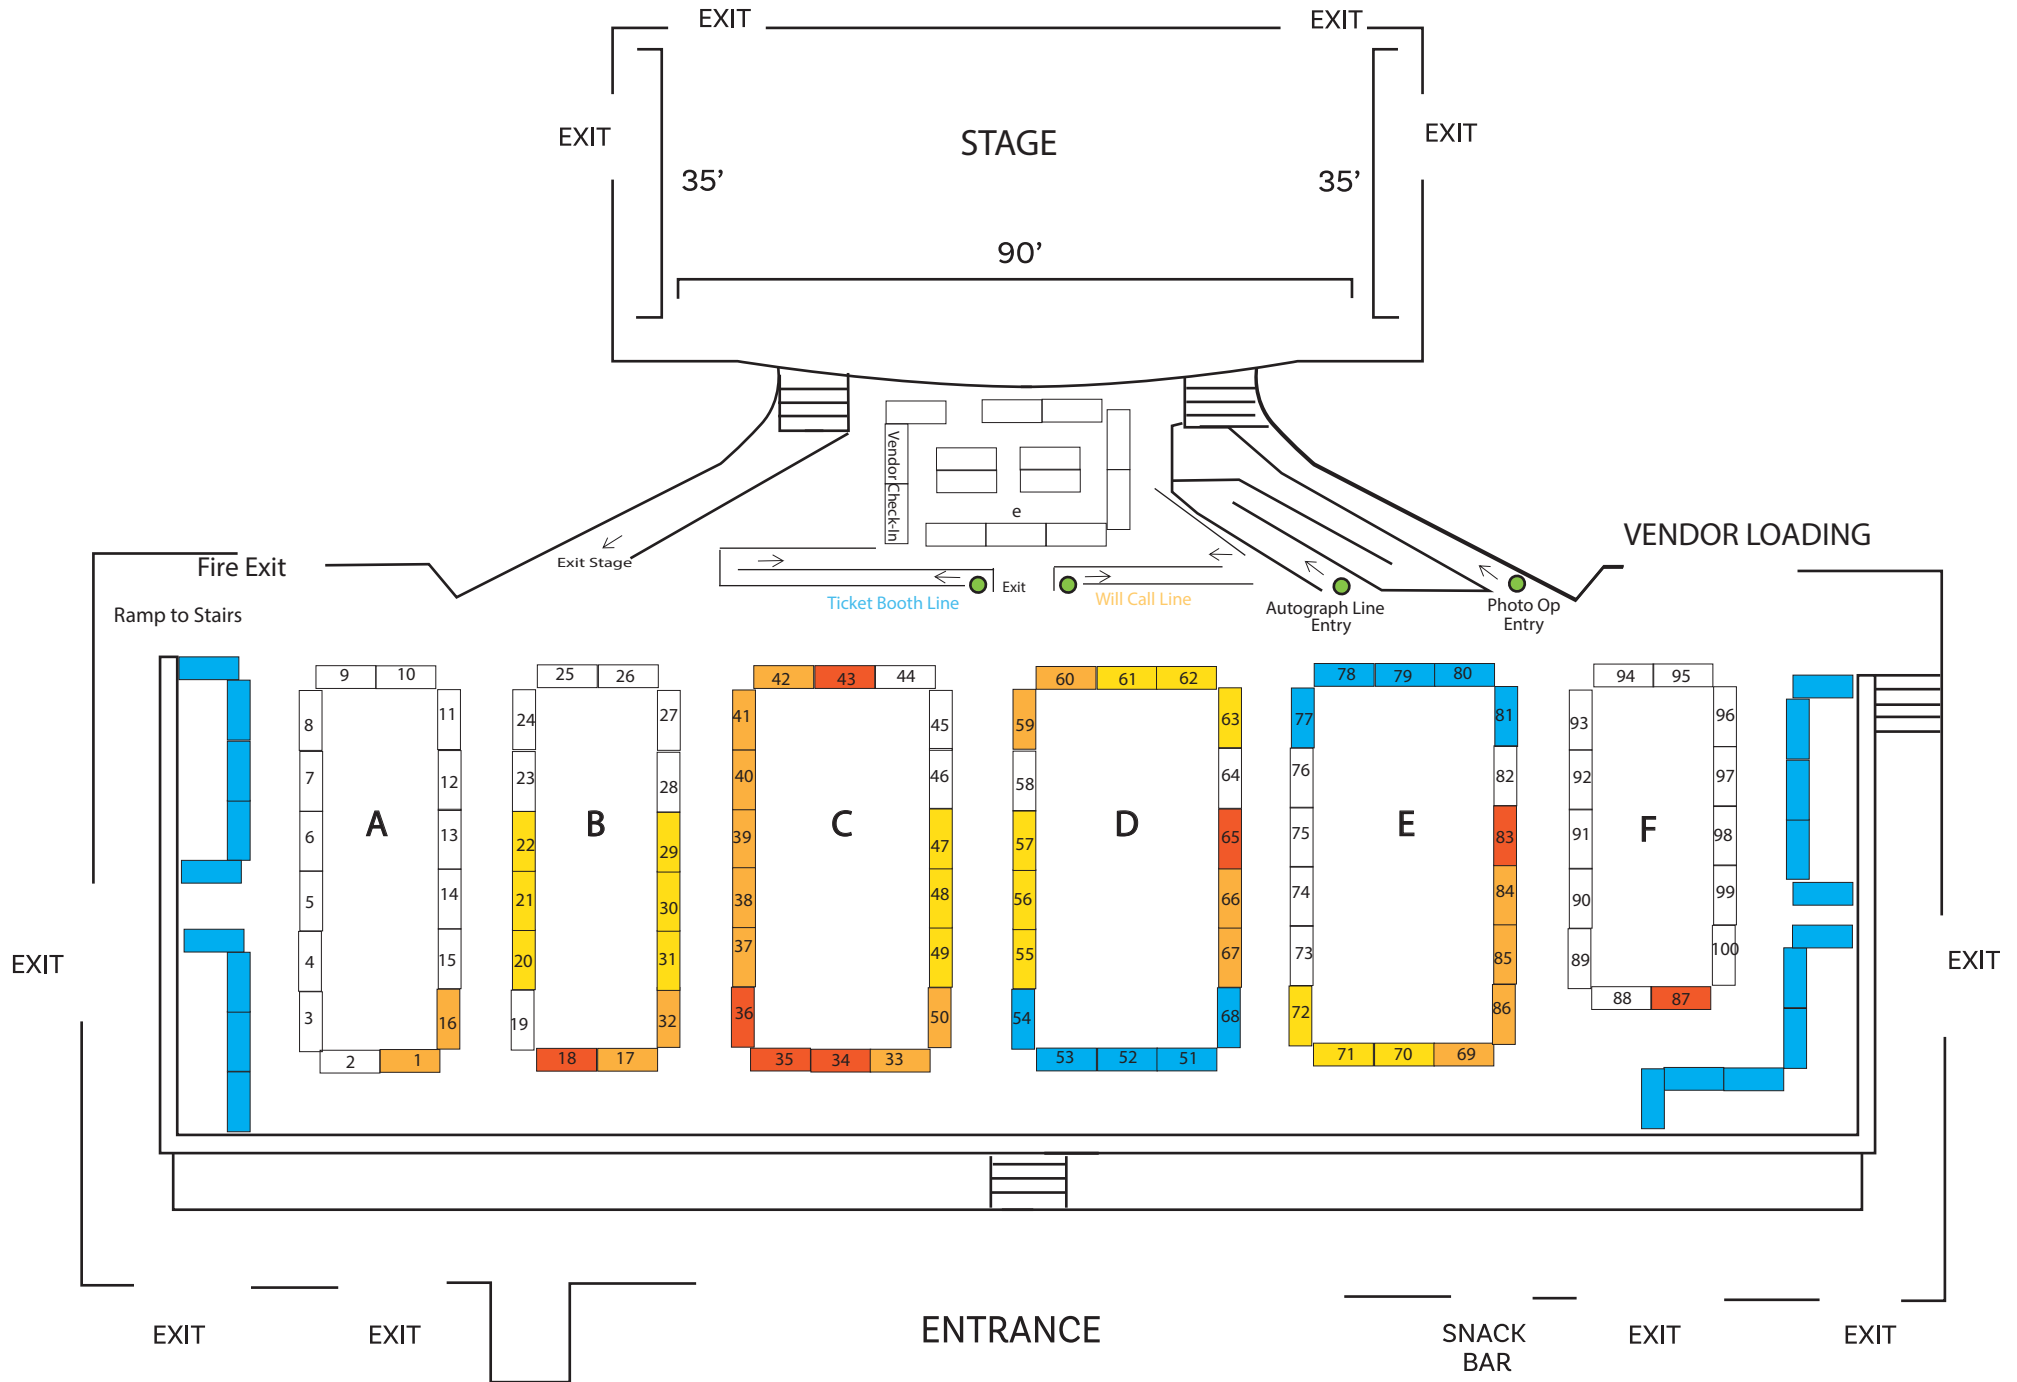 EXIT
EXIT
EXIT
STAGE
EXIT
35’
35’
90’
Vendor Check-In
e
VENDOR LOADING
Fire Exit
Exit Stage
Exit
Ticket Booth Line
Will Call Line
Autograph Line
Entry
Photo Op
Entry
Ramp to Stairs
9 10
8
7
6
5
4
3
2 1
11
12
13
14
15
16
A
25 26
24
23
22
21
20
19
18 17
27
28
29
30
31
32
B
42 43 44
41
40
39
38
37
36
35 34 33
45
46
47
48
49
50
C
60 61 62
59
58
57
56
55
54
53 52 51
63
64
65
66
67
68
D
78 79 80
77
76
75
74
73
72
71 70 69
81
82
83
84
85
86
E
94 95
93
92
91
90
89
88 87
96
97
98
99
100
F
EXIT
EXIT
EXIT
EXIT
ENTRANCE
SNACK
BAR
EXIT
EXIT